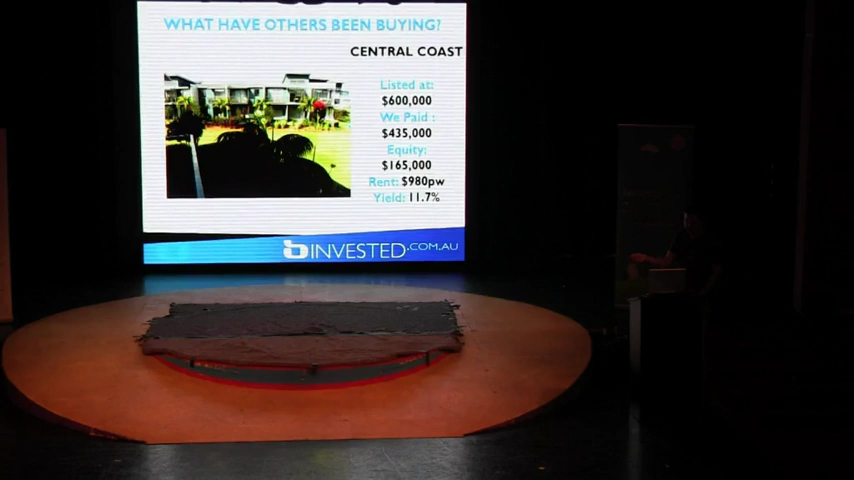 WHAT HAVE OTHERS BEEN BUYING?
CENTRAL COAST
Listed at:
$600,000
We Paid :
$435,000
Equity:
$165,000
Rent: $980pw
Yield: 11.7%
b INVESTED.COM.AU